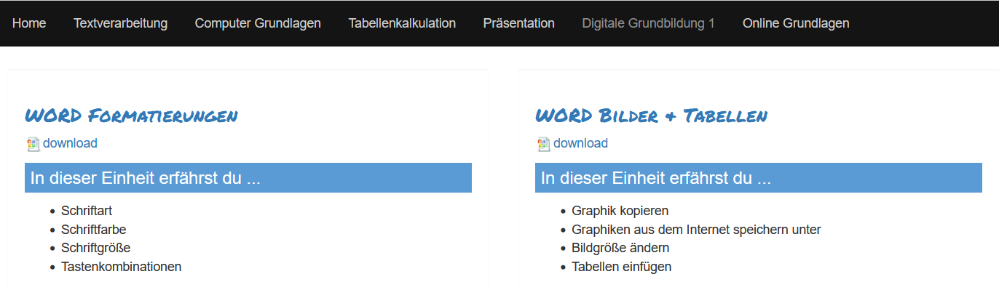 Home Textverarbeitung Computer Grundlagen Tabellenkalkulation Präsentation Digitale Grundbildung 1 Online Grundlagen
WORD Formatierungen
download
In dieser Einheit erfährst du ...
Schriftart
Schriftfarbe
Schriftgröße
Tastenkombinationen
WORD Bilder & Tabellen
download
In dieser Einheit erfährst du ...
Graphik kopieren
Graphiken aus dem Internet speichern unter
Bildgröße ändern
Tabellen einfügen